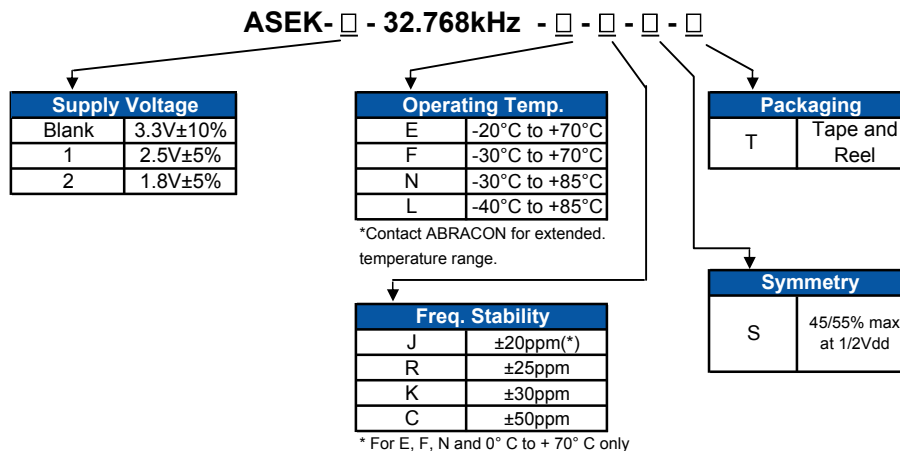 ASEK- □ - 32.768kHz - □ - □ - □ - □
Supply Voltage
Blank 3.3V±10%
1 2.5V±5%
2 1.8V±5%
Operating Temp.
E -20°C to +70°C
F -30°C to +70°C
N -30°C to +85°C
L -40°C to +85°C
*Contact ABRACON for extended.
temperature range.
Packaging
T Tape and
Reel
Freq. Stability
J ±20ppm(*)
R ±25ppm
K ±30ppm
C ±50ppm
* For E, F, N and 0° C to + 70° C only
Symmetry
S 45/55% max
at 1/2Vdd